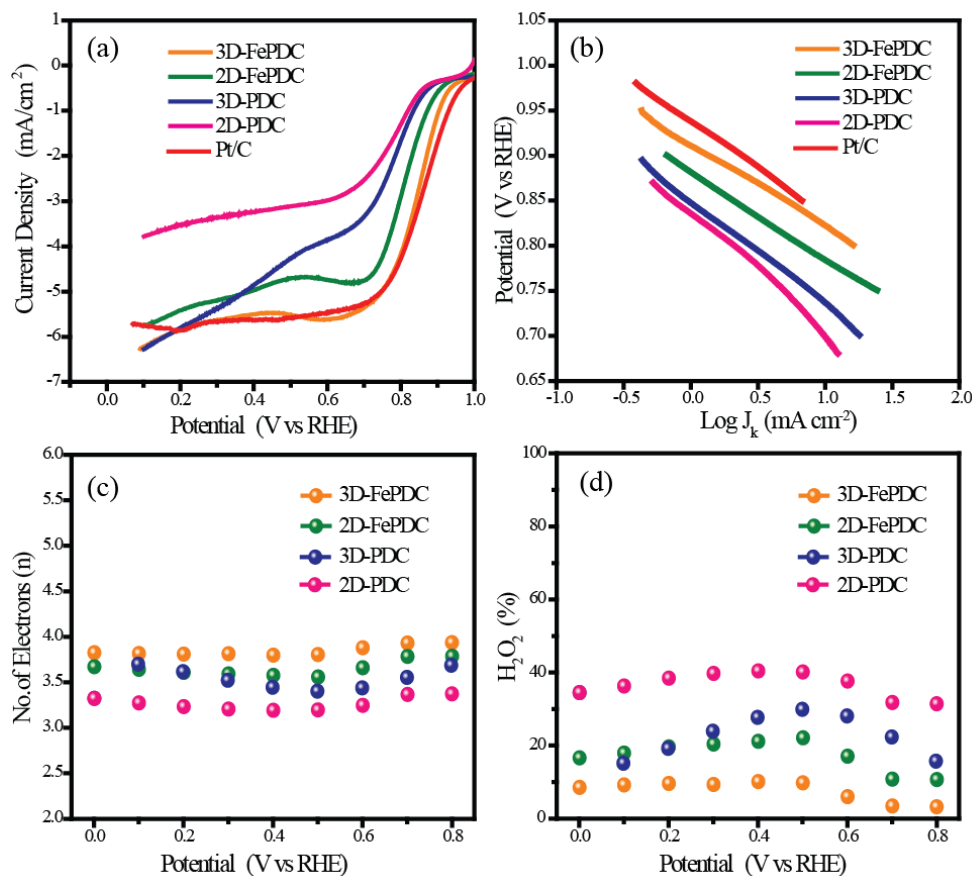 (a)
3D-FePDC
2D-FePDC
3D-PDC
2D-PDC
Pt/C
Current Density (mA/cm²)
1
0
-1
-2
-3
-4
-5
-6
-7
0.0 0.2 0.4 0.6 0.8 1.0
Potential (V vs RHE)
(b)
3D-FePDC
2D-FePDC
3D-PDC
2D-PDC
Pt/C
Potential (V vs RHE)
1.00
0.95
0.90
0.85
0.80
0.75
0.70
0.65
-1.0 -0.5 0.0 0.5 1.0 1.5 2.0
Log Jₖ (mA cm⁻²)
(c)
3D-FePDC
2D-FePDC
3D-PDC
2D-PDC
No.of Electrons (n)
6.0
5.5
5.0
4.5
4.0
3.5
3.0
2.5
2.0
0.0 0.2 0.4 0.6 0.8
Potential (V vs RHE)
(d)
3D-FePDC
2D-FePDC
3D-PDC
2D-PDC
H₂O₂ (%)
100
80
60
40
20
0
0.0 0.2 0.4 0.6 0.8
Potential (V vs RHE)